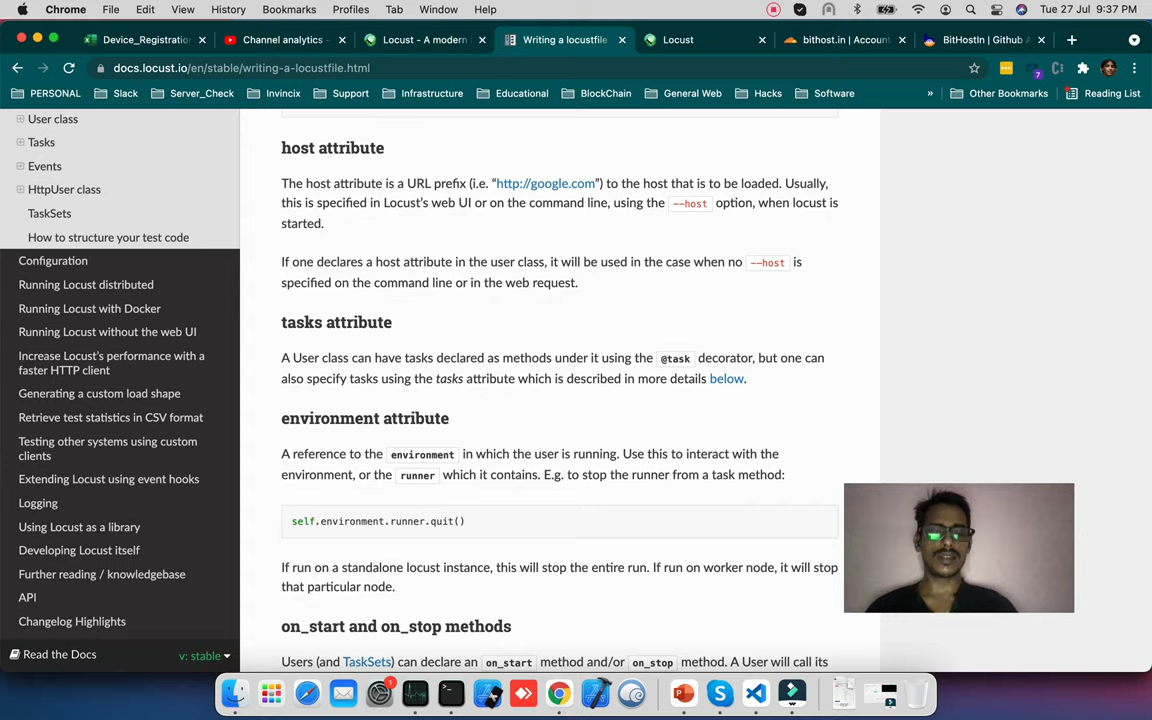 Chrome File Edit View History Bookmarks Profiles Tab Window Help Tue 27 Jul 9:37 PM
Device_Registratio Channel analytics - Locust - A modern Writing a locustfile Locust bithost.in | Account BitHostIn | Github A
docs.locust.io/en/stable/writing-a-locustfile.html 7
PERSONAL Slack Server_Check Invincix Support Infrastructure Educational BlockChain General Web Hacks Software » Other Bookmarks Reading List
User class
Tasks
Events
HttpUser class
TaskSets
How to structure your test code
Configuration
Running Locust distributed
Running Locust with Docker
Running Locust without the web UI
Increase Locust's performance with a
faster HTTP client
Generating a custom load shape
Retrieve test statistics in CSV format
Testing other systems using custom
clients
Extending Locust using event hooks
Logging
Using Locust as a library
Developing Locust itself
Further reading / knowledgebase
API
Changelog Highlights
Read the Docs v: stable
host attribute
The host attribute is a URL prefix (i.e. “http://google.com”) to the host that is to be loaded. Usually,
this is specified in Locust's web UI or on the command line, using the --host option, when locust is
started.
If one declares a host attribute in the user class, it will be used in the case when no --host is
specified on the command line or in the web request.
tasks attribute
A User class can have tasks declared as methods under it using the @task decorator, but one can
also specify tasks using the tasks attribute which is described in more details below.
environment attribute
A reference to the environment in which the user is running. Use this to interact with the
environment, or the runner which it contains. E.g. to stop the runner from a task method:
self.environment.runner.quit()
If run on a standalone locust instance, this will stop the entire run. If run on worker node, it will stop
that particular node.
on_start and on_stop methods
Users (and TaskSets) can declare an on_start method and/or on_stop method. A User will call its
1